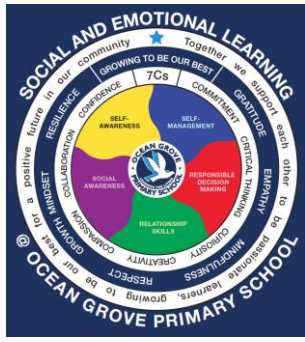 SOCIAL AND EMOTIONAL LEARNING
@ OCEAN GROVE PRIMARY SCHOOL
Together we support each other to be passionate learners, growing to be our best for a positive future in our community
GROWING TO BE OUR BEST
GRATITUDE
EMPATHY
MINDFULNESS
RESPECT
GROWTH MINDSET
RESILIENCE
7Cs
COMMITMENT
CRITICAL THINKING
CURIOSITY
CREATIVITY
COMPASSION
COLLABORATION
CONFIDENCE
SELF-
AWARENESS
SELF-
MANAGEMENT
RESPONSIBLE
DECISION
MAKING
RELATIONSHIP
SKILLS
SOCIAL
AWARENESS
OCEAN GROVE
PRIMARY SCHOOL